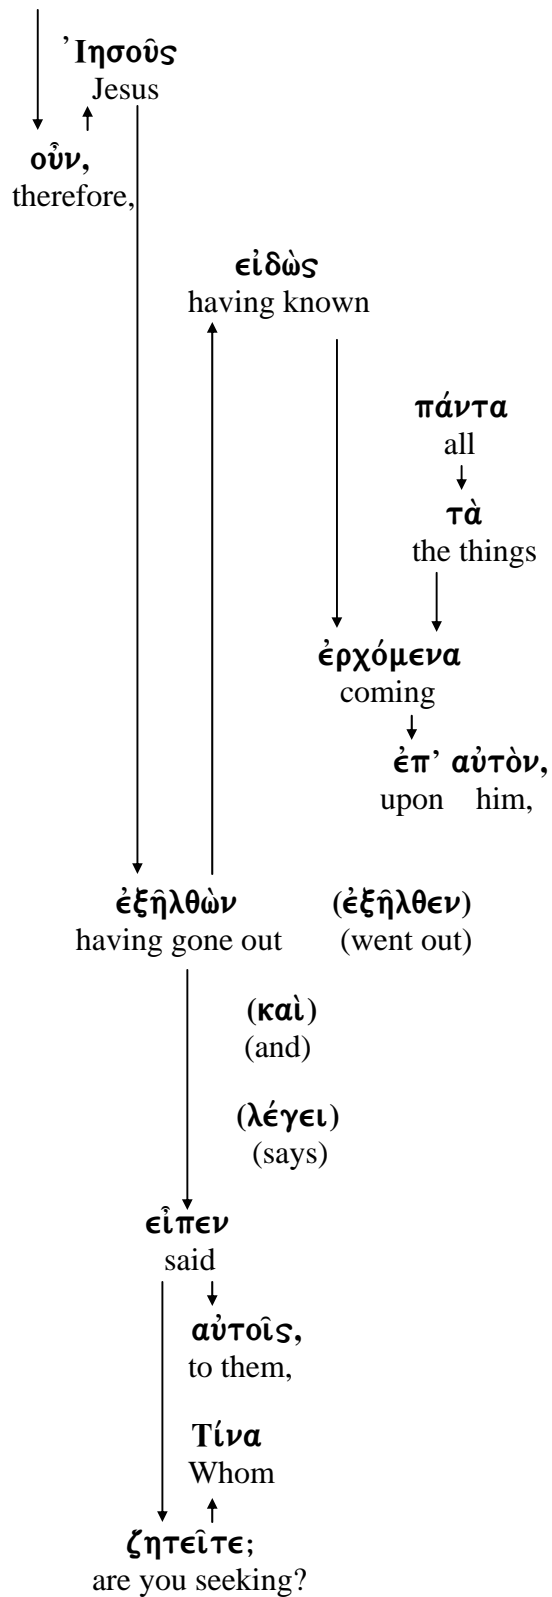 ᾿Ιησοῦς
Jesus
οὖν,
therefore,
εἰδὼς
having known
πάντα
all
τὰ
the things
ἐρχόμενα
coming
ἐπ’ αὐτὸν,
upon him,
ἐξῆλθὼν (ἐξῆλθεν)
having gone out (went out)
(καὶ)
(and)
(λέγει)
(says)
εἶπεν
said
αὐτοῖς,
to them,
Τίνα
Whom
ζητεῖτε;
are you seeking?